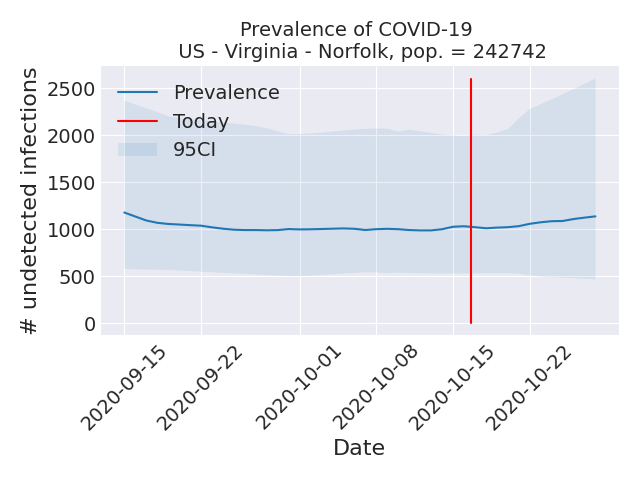 Prevalence of COVID-19
US - Virginia - Norfolk, pop. = 242742
# undetected infections
2500
2000
1500
1000
500
0
Prevalence
Today
95CI
2020-09-15
2020-09-22
2020-10-01
2020-10-08
2020-10-15
2020-10-22
Date